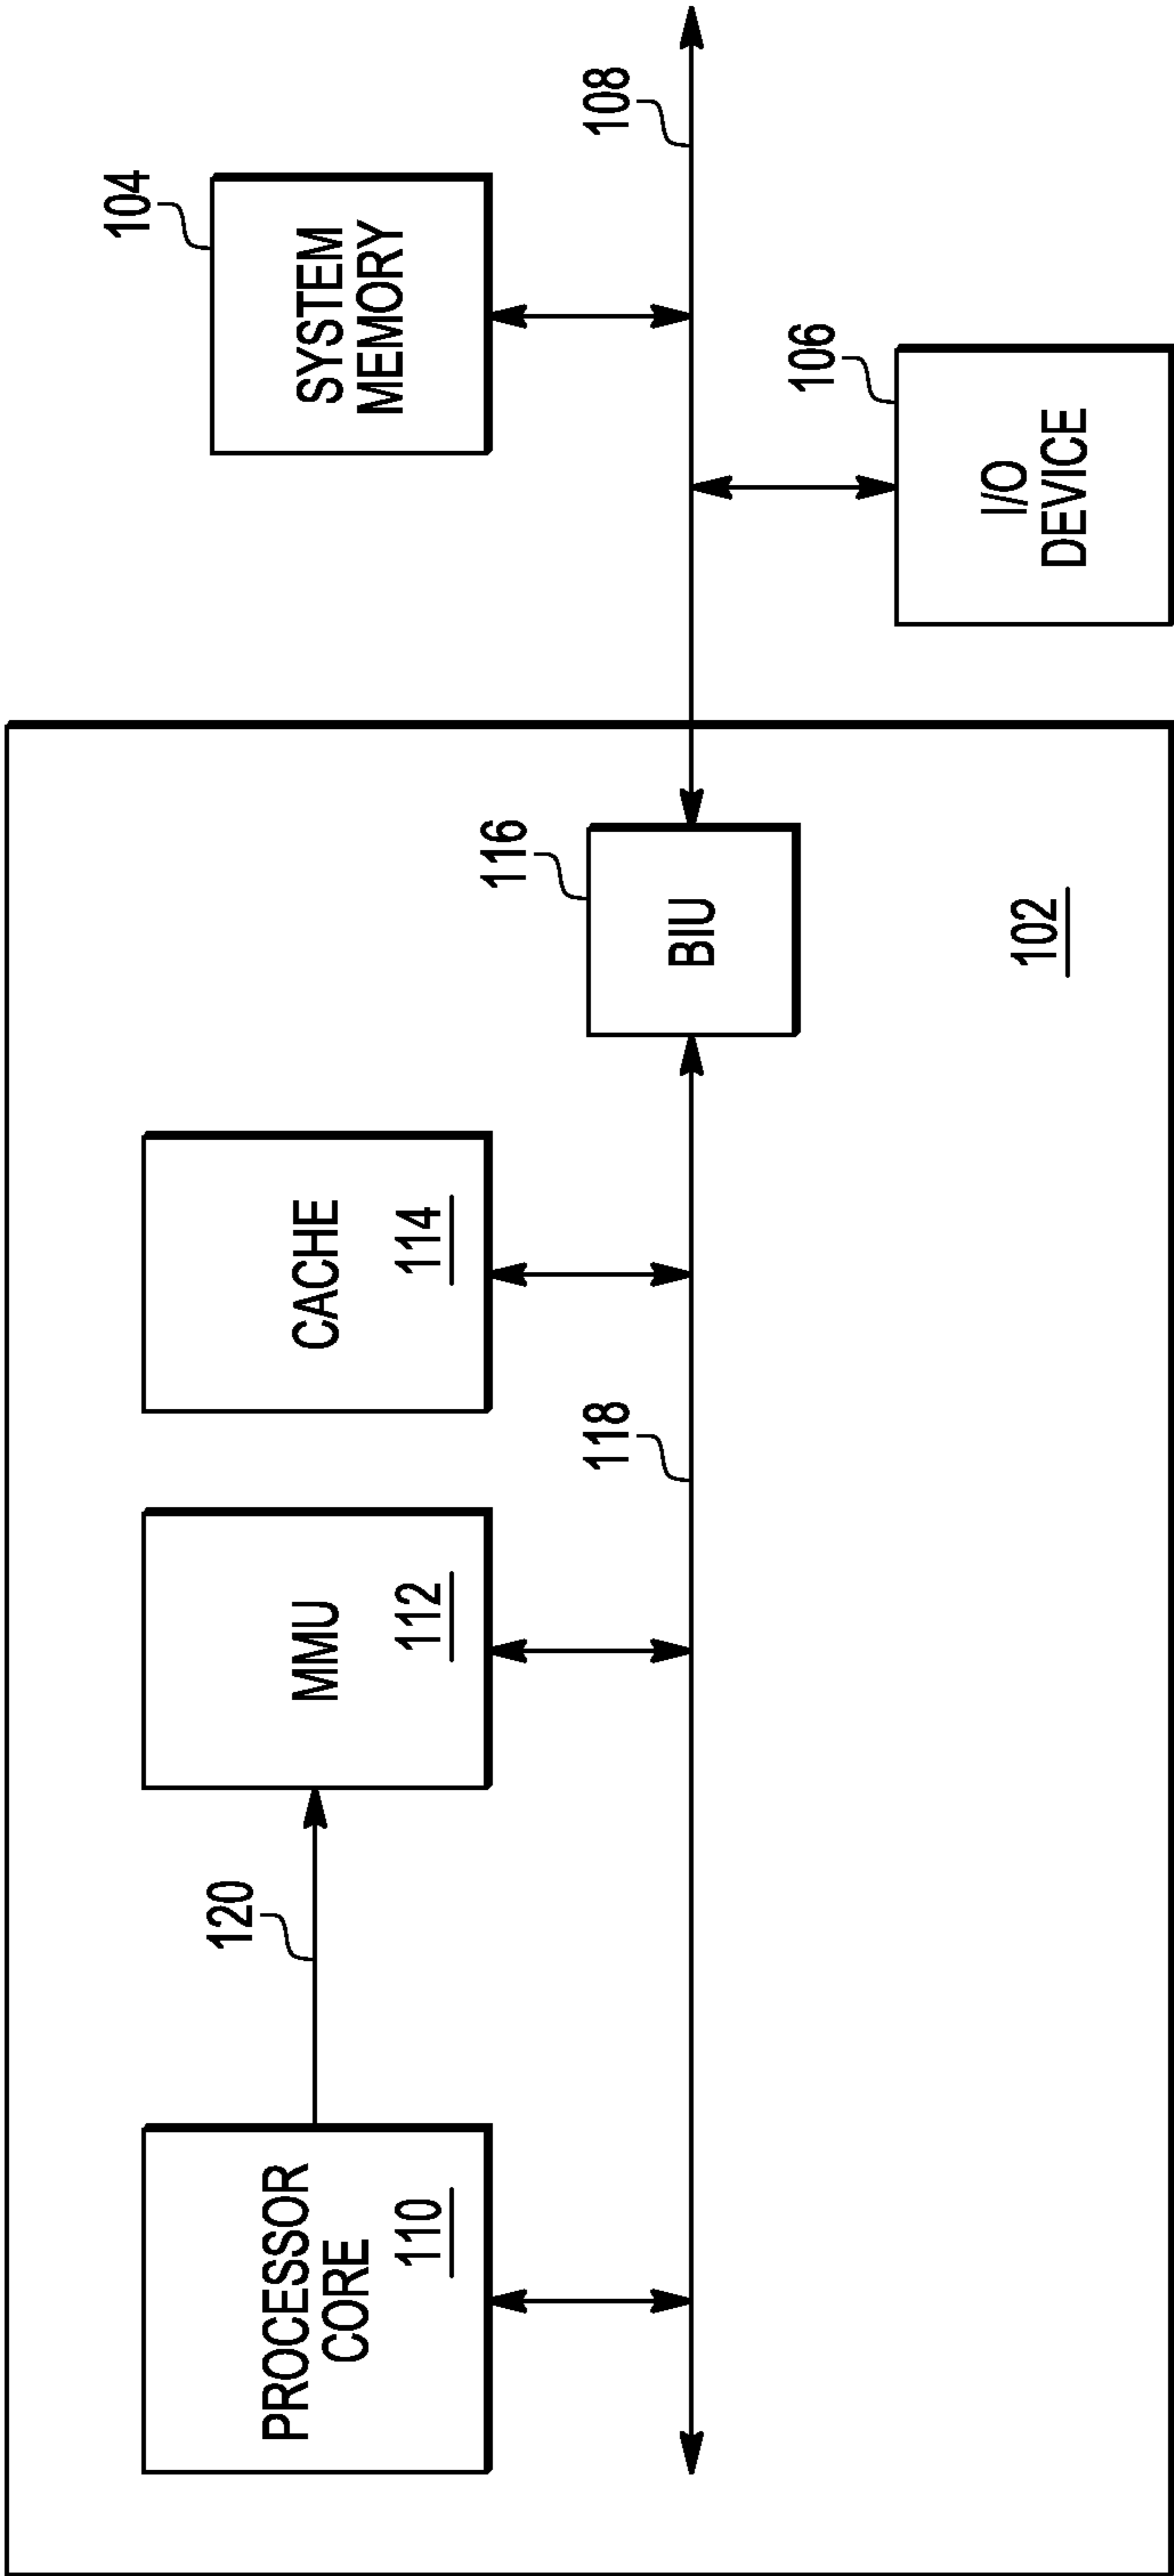 PROCESSOR
CORE
110
120
MMU
112
118
CACHE
114
116
BIU
102
104
SYSTEM
MEMORY
108
106
I/O
DEVICE